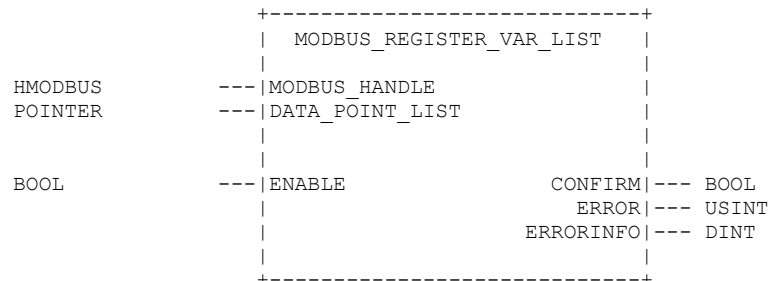 MODBUS_REGISTER_VAR_LIST
HMODBUS ---|MODBUS_HANDLE
POINTER ---|DATA_POINT_LIST
BOOL ---|ENABLE CONFIRM|--- BOOL
ERROR|--- USINT
ERRORINFO|--- DINT